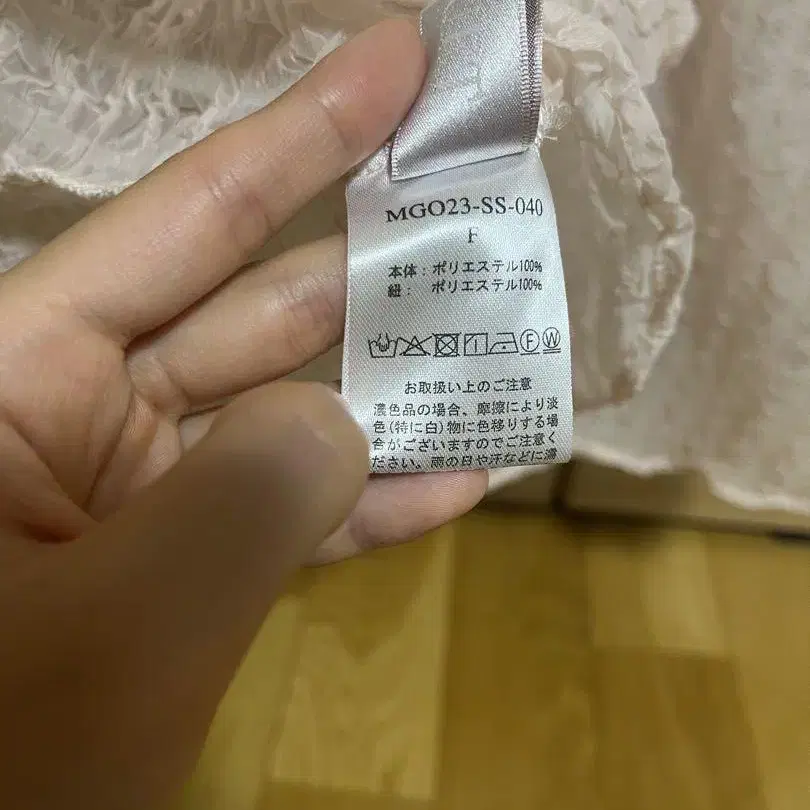 MGO23-SS-040
F
本体：ポリエステル100%
紐：　ポリエステル100%
F W
お取扱い上のご注意
濃色品の場合、摩擦により淡
色(特に白)物に色移りする場
合がございますのでご注意く
ださい。雨の日や汗などに濡